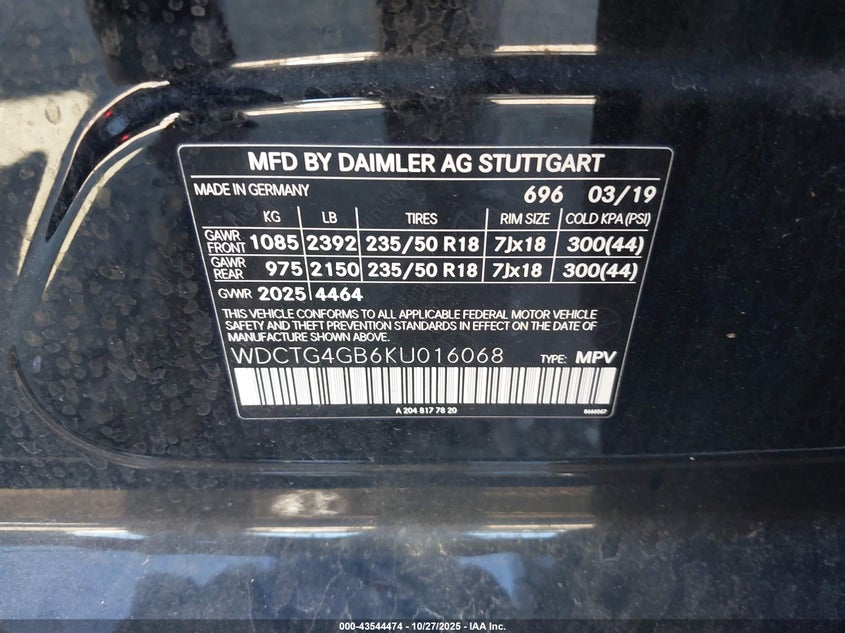 MFD BY DAIMLER AG STUTTGART
MADE IN GERMANY 696 03/19
KG LB TIRES RIM SIZE COLD KPA(PSI)
GAWR FRONT 1085 2392 235/50 R18 7Jx18 300(44)
GAWR REAR 975 2150 235/50 R18 7Jx18 300(44)
GVWR 2025 4464
THIS VEHICLE CONFORMS TO ALL APPLICABLE FEDERAL MOTOR VEHICLE
SAFETY AND THEFT PREVENTION STANDARDS IN EFFECT ON THE DATE OF
MANUFACTURE SHOWN ABOVE.
WDCTG4GB6KU016068 TYPE: MPV
A 204 817 78 20
000-43544474 - 10/27/2025 - IAA Inc.